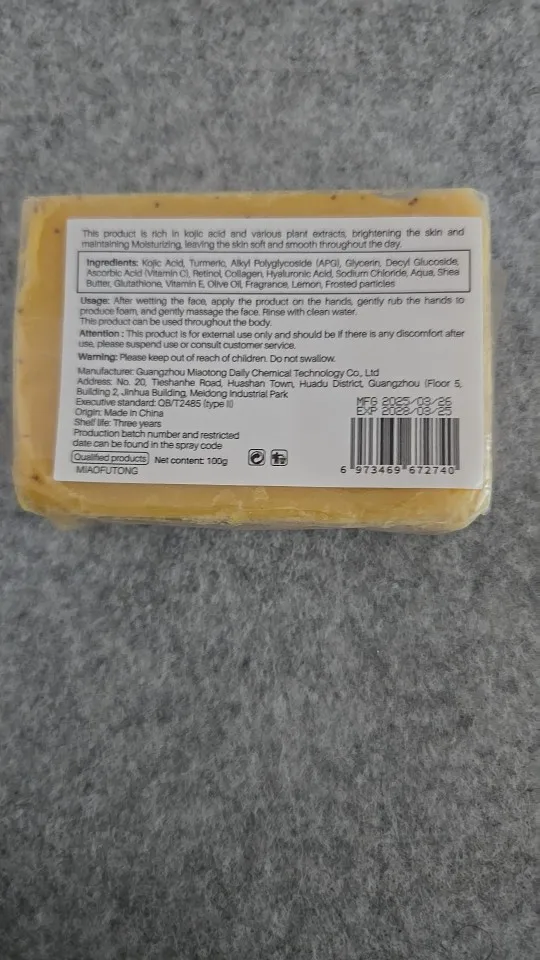 This product is rich in kojic acid and various plant extracts, brightening the skin and
maintaining Moisturizing, leaving the skin soft and smooth throughout the day.
Ingredients: Kojic Acid, Turmeric, Alkyl Polyglycoside (APG), Glycerin, Decyl Glucoside,
Ascorbic Acid (Vitamin C), Retinol, Collagen, Hyaluronic Acid, Sodium Chloride, Aqua, Shea
Butter, Glutathione, Vitamin E, Olive Oil, Fragrance, Lemon, Frosted particles
Usage: After wetting the face, apply the product on the hands, gently rub the hands to
produce foam, and gently massage the face. Rinse with clean water.
This product can be used throughout the body.
Attention : This product is for external use only and should be if there is any discomfort after
use, please suspend use or consult customer service.
Warning: Please keep out of reach of children. Do not swallow.
Manufacturer: Guangzhou Miaotong Daily Chemical Technology Co., Ltd
Address: No. 20, Tieshanhe Road, Huashan Town, Huadu District, Guangzhou (Floor 5,
Building 2, Jinhua Building, Meidong Industrial Park
Executive standard: QB/T2485 (type II)
Origin: Made in China
Shelf life: Three years
Production batch number and restricted
date can be found in the spray code
Qualified products Net content: 100g
MIAOFUTONG
MFG 2025/03/26
EXP 2028/03/25
6 973469 672740